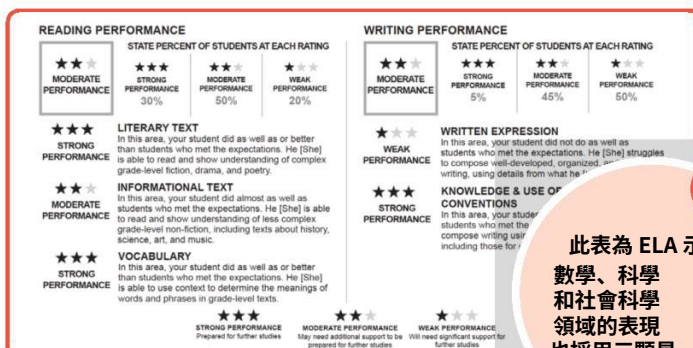 READING PERFORMANCE
STATE PERCENT OF STUDENTS AT EACH RATING
MODERATE
PERFORMANCE
STRONG
PERFORMANCE
30%
MODERATE
PERFORMANCE
50%
WEAK
PERFORMANCE
20%
STRONG
PERFORMANCE
LITERARY TEXT
In this area, your student did as well as or better
than students who met the expectations. He [She]
is able to read and show understanding of complex
grade-level fiction, drama, and poetry.
MODERATE
PERFORMANCE
INFORMATIONAL TEXT
In this area, your student did almost as well as
students who met the expectations. He [She] is able
to read and show understanding of less complex
grade-level non-fiction, including texts about history,
science, art, and music.
STRONG
PERFORMANCE
VOCABULARY
In this area, your student did as well as or better
than students who met the expectations. He [She]
is able to use context to determine the meanings of
words and phrases in grade-level texts.
WRITING PERFORMANCE
STATE PERCENT OF STUDENTS AT EACH RATING
MODERATE
PERFORMANCE
STRONG
PERFORMANCE
5%
MODERATE
PERFORMANCE
45%
WEAK
PERFORMANCE
50%
WEAK
PERFORMANCE
WRITTEN EXPRESSION
In this area, your student did not do as well as
students who met the expectations. He [She] struggles
to compose well-developed, organized,
writing, using details from what he
STRONG
PERFORMANCE
KNOWLEDGE & USE OF
CONVENTIONS
In this area, your
students who met the
compose writing
including those for
STRONG PERFORMANCE
Prepared for further studies
MODERATE PERFORMANCE
May need additional support to be
prepared for further studies
WEAK PERFORMANCE
Will need significant support for
further studies
此表為 ELA
數學、科學
和社會科學
領域的表現